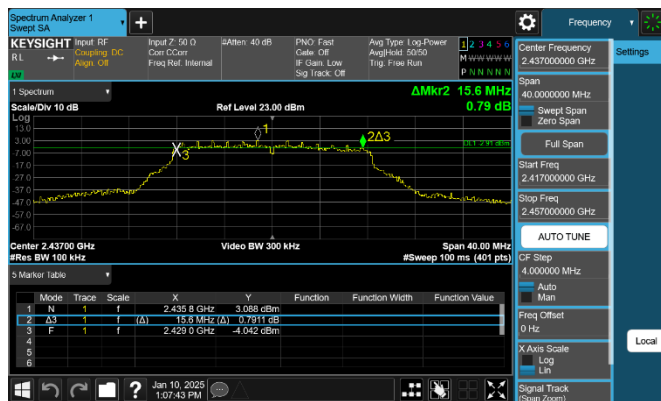 Spectrum Analyzer 1
Swept SA
+
Frequency
KEYSIGHT Input: RF
RL
Coupling: DC
Align: Off
Input Z: 50 Ω
Corr CCorr
Freq Ref: Internal
#Atten: 40 dB
PNO: Fast
Gate: Off
IF Gain: Low
Sig Track: Off
Avg Type: Log-Power
Avg|Hold: 50/50
Trig: Free Run
1 2 3 4 5 6
M W W W W W
P N N N N N
Center Frequency
2.437000000 GHz
Settings
Span
40.0000000 MHz
Swept Span
Zero Span
Full Span
Start Freq
2.417000000 GHz
Stop Freq
2.457000000 GHz
AUTO TUNE
CF Step
4.000000 MHz
Auto
Man
Freq Offset
0 Hz
X Axis Scale
Log
Lin
Signal Track
(Span Zoom)
Local
1 Spectrum
ΔMkr2 15.6 MHz
Scale/Div 10 dB
Ref Level 23.00 dBm
0.79 dB
Log
13.0
3.00
-7.00
-17.0
-27.0
-37.0
-47.0
-57.0
-67.0
1
2Δ3
3
DL1 -2.91 dBm
Center 2.43700 GHz
Video BW 300 kHz
Span 40.00 MHz
#Res BW 100 kHz
#Sweep 100 ms (401 pts)
5 Marker Table
Mode Trace Scale X Y Function Function Width Function Value
1 N 1 f 2.435 8 GHz 3.088 dBm
2 Δ3 1 f (Δ) 15.6 MHz (Δ) 0.7911 dB
3 F 1 f 2.429 0 GHz -4.042 dBm
4
5
6
Jan 10, 2025
1:07:43 PM